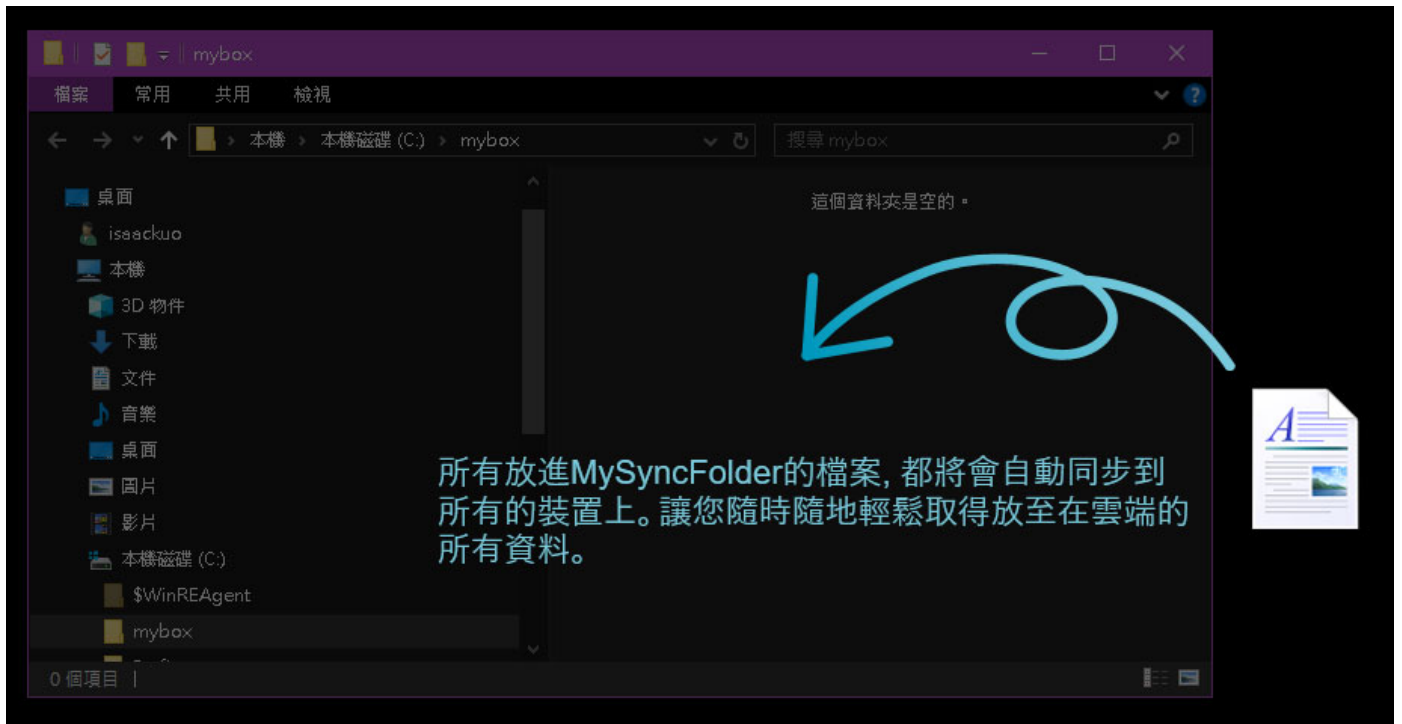 mybox
檔案 常用 共用 檢視
本機 本機磁碟 (C:) mybox
搜尋 mybox
桌面
isaackuo
本機
3D 物件
下載
文件
音樂
桌面
圖片
影片
本機磁碟 (C:)
$WinREAgent
mybox
這個資料夾是空的。
所有放進MySyncFolder的檔案, 都將會自動同步到
所有的裝置上。讓您隨時隨地輕鬆取得放至在雲端的
所有資料。
A
0 個項目